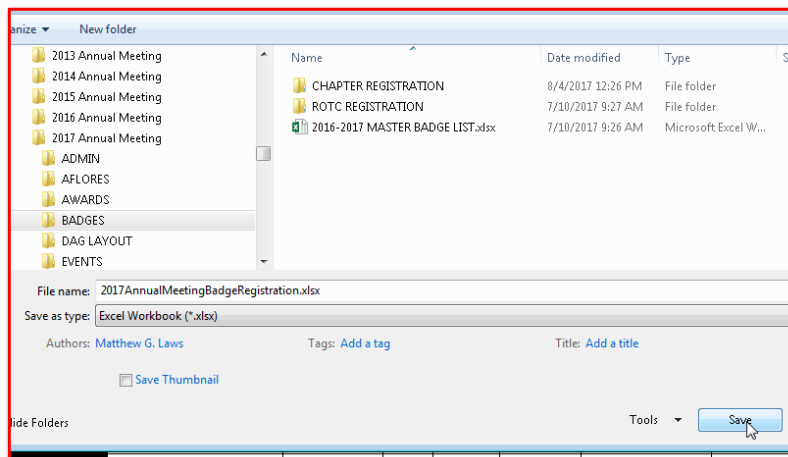 anize New folder
2013 Annual Meeting
2014 Annual Meeting
2015 Annual Meeting
2016 Annual Meeting
2017 Annual Meeting
ADMIN
AFLORES
AWARDS
BADGES
DAG LAYOUT
EVENTS
Name Date modified Type S
CHAPTER REGISTRATION 8/4/2017 12:26 PM File folder
ROTC REGISTRATION 7/10/2017 9:27 AM File folder
2016-2017 MASTER BADGE LIST.xlsx 7/10/2017 9:26 AM Microsoft Excel W...
File name: 2017AnnualMeetingBadgeRegistration.xlsx
Save as type: Excel Workbook (*.xlsx)
Authors: Matthew G. Laws Tags: Add a tag Title: Add a title
Save Thumbnail
lide Folders Tools Save